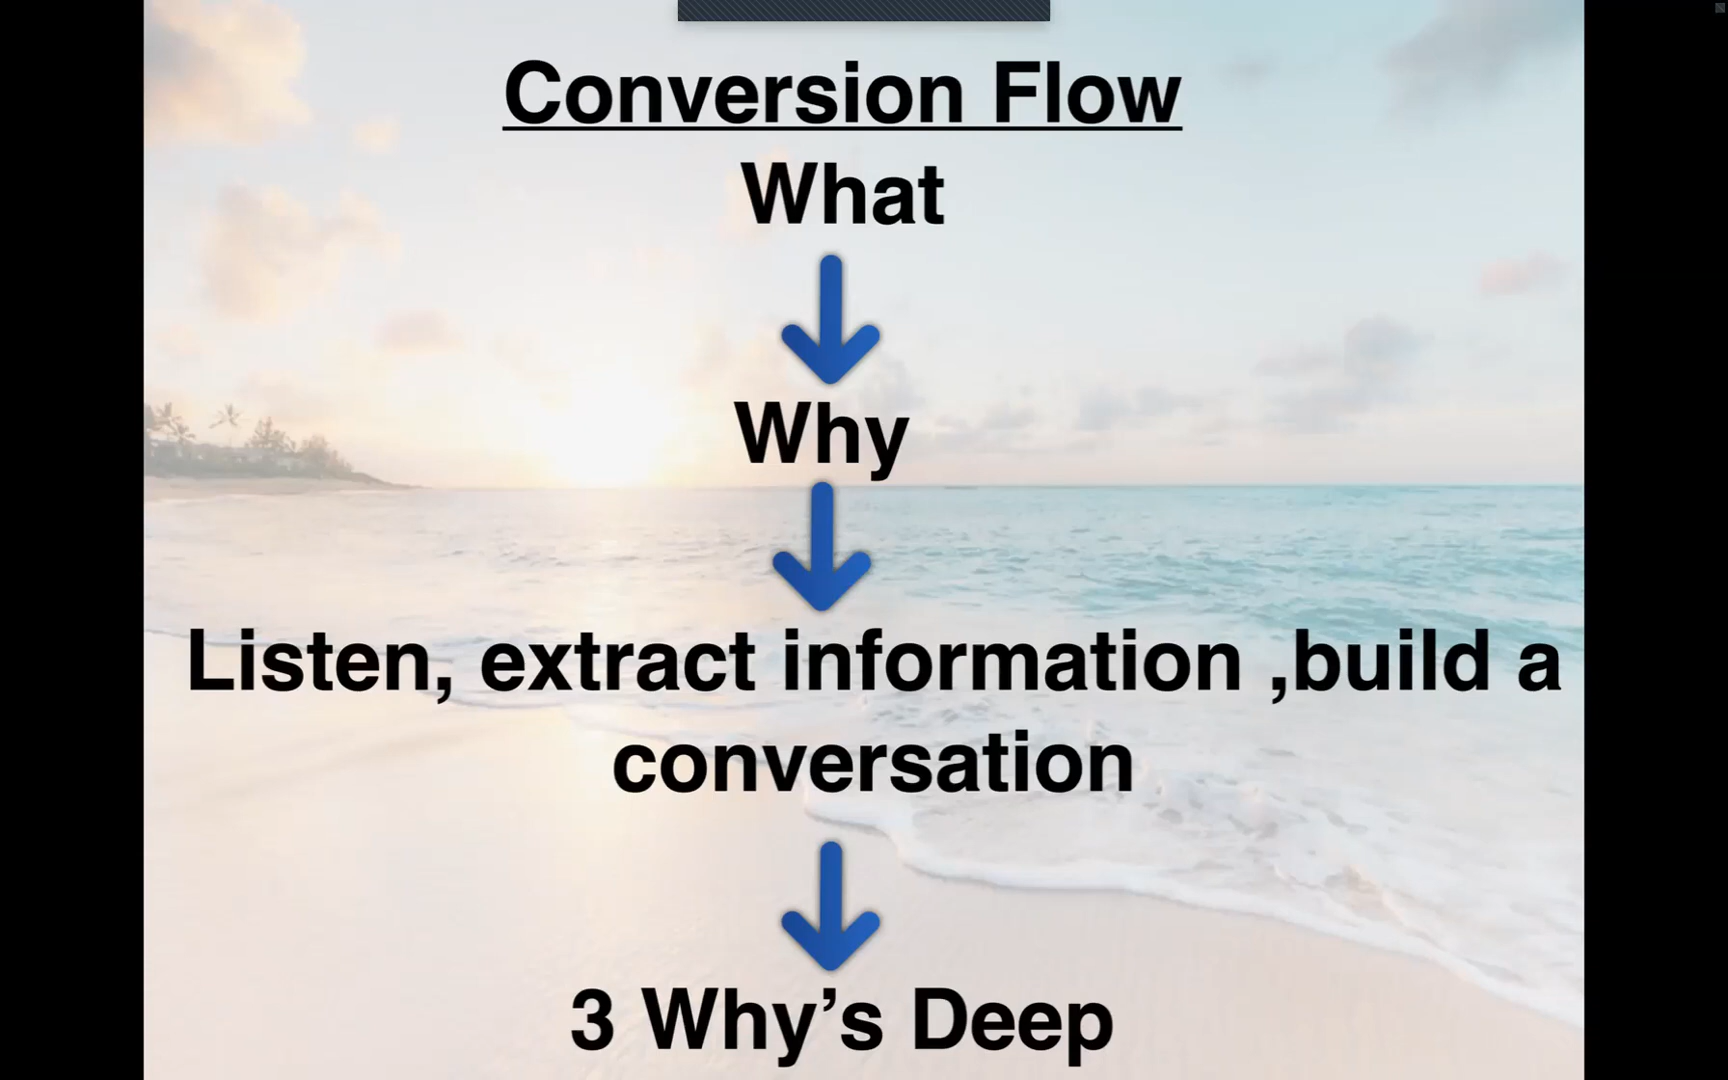 Conversion Flow
What
Why
Listen, extract information ,build a
conversation
3 Why’s Deep